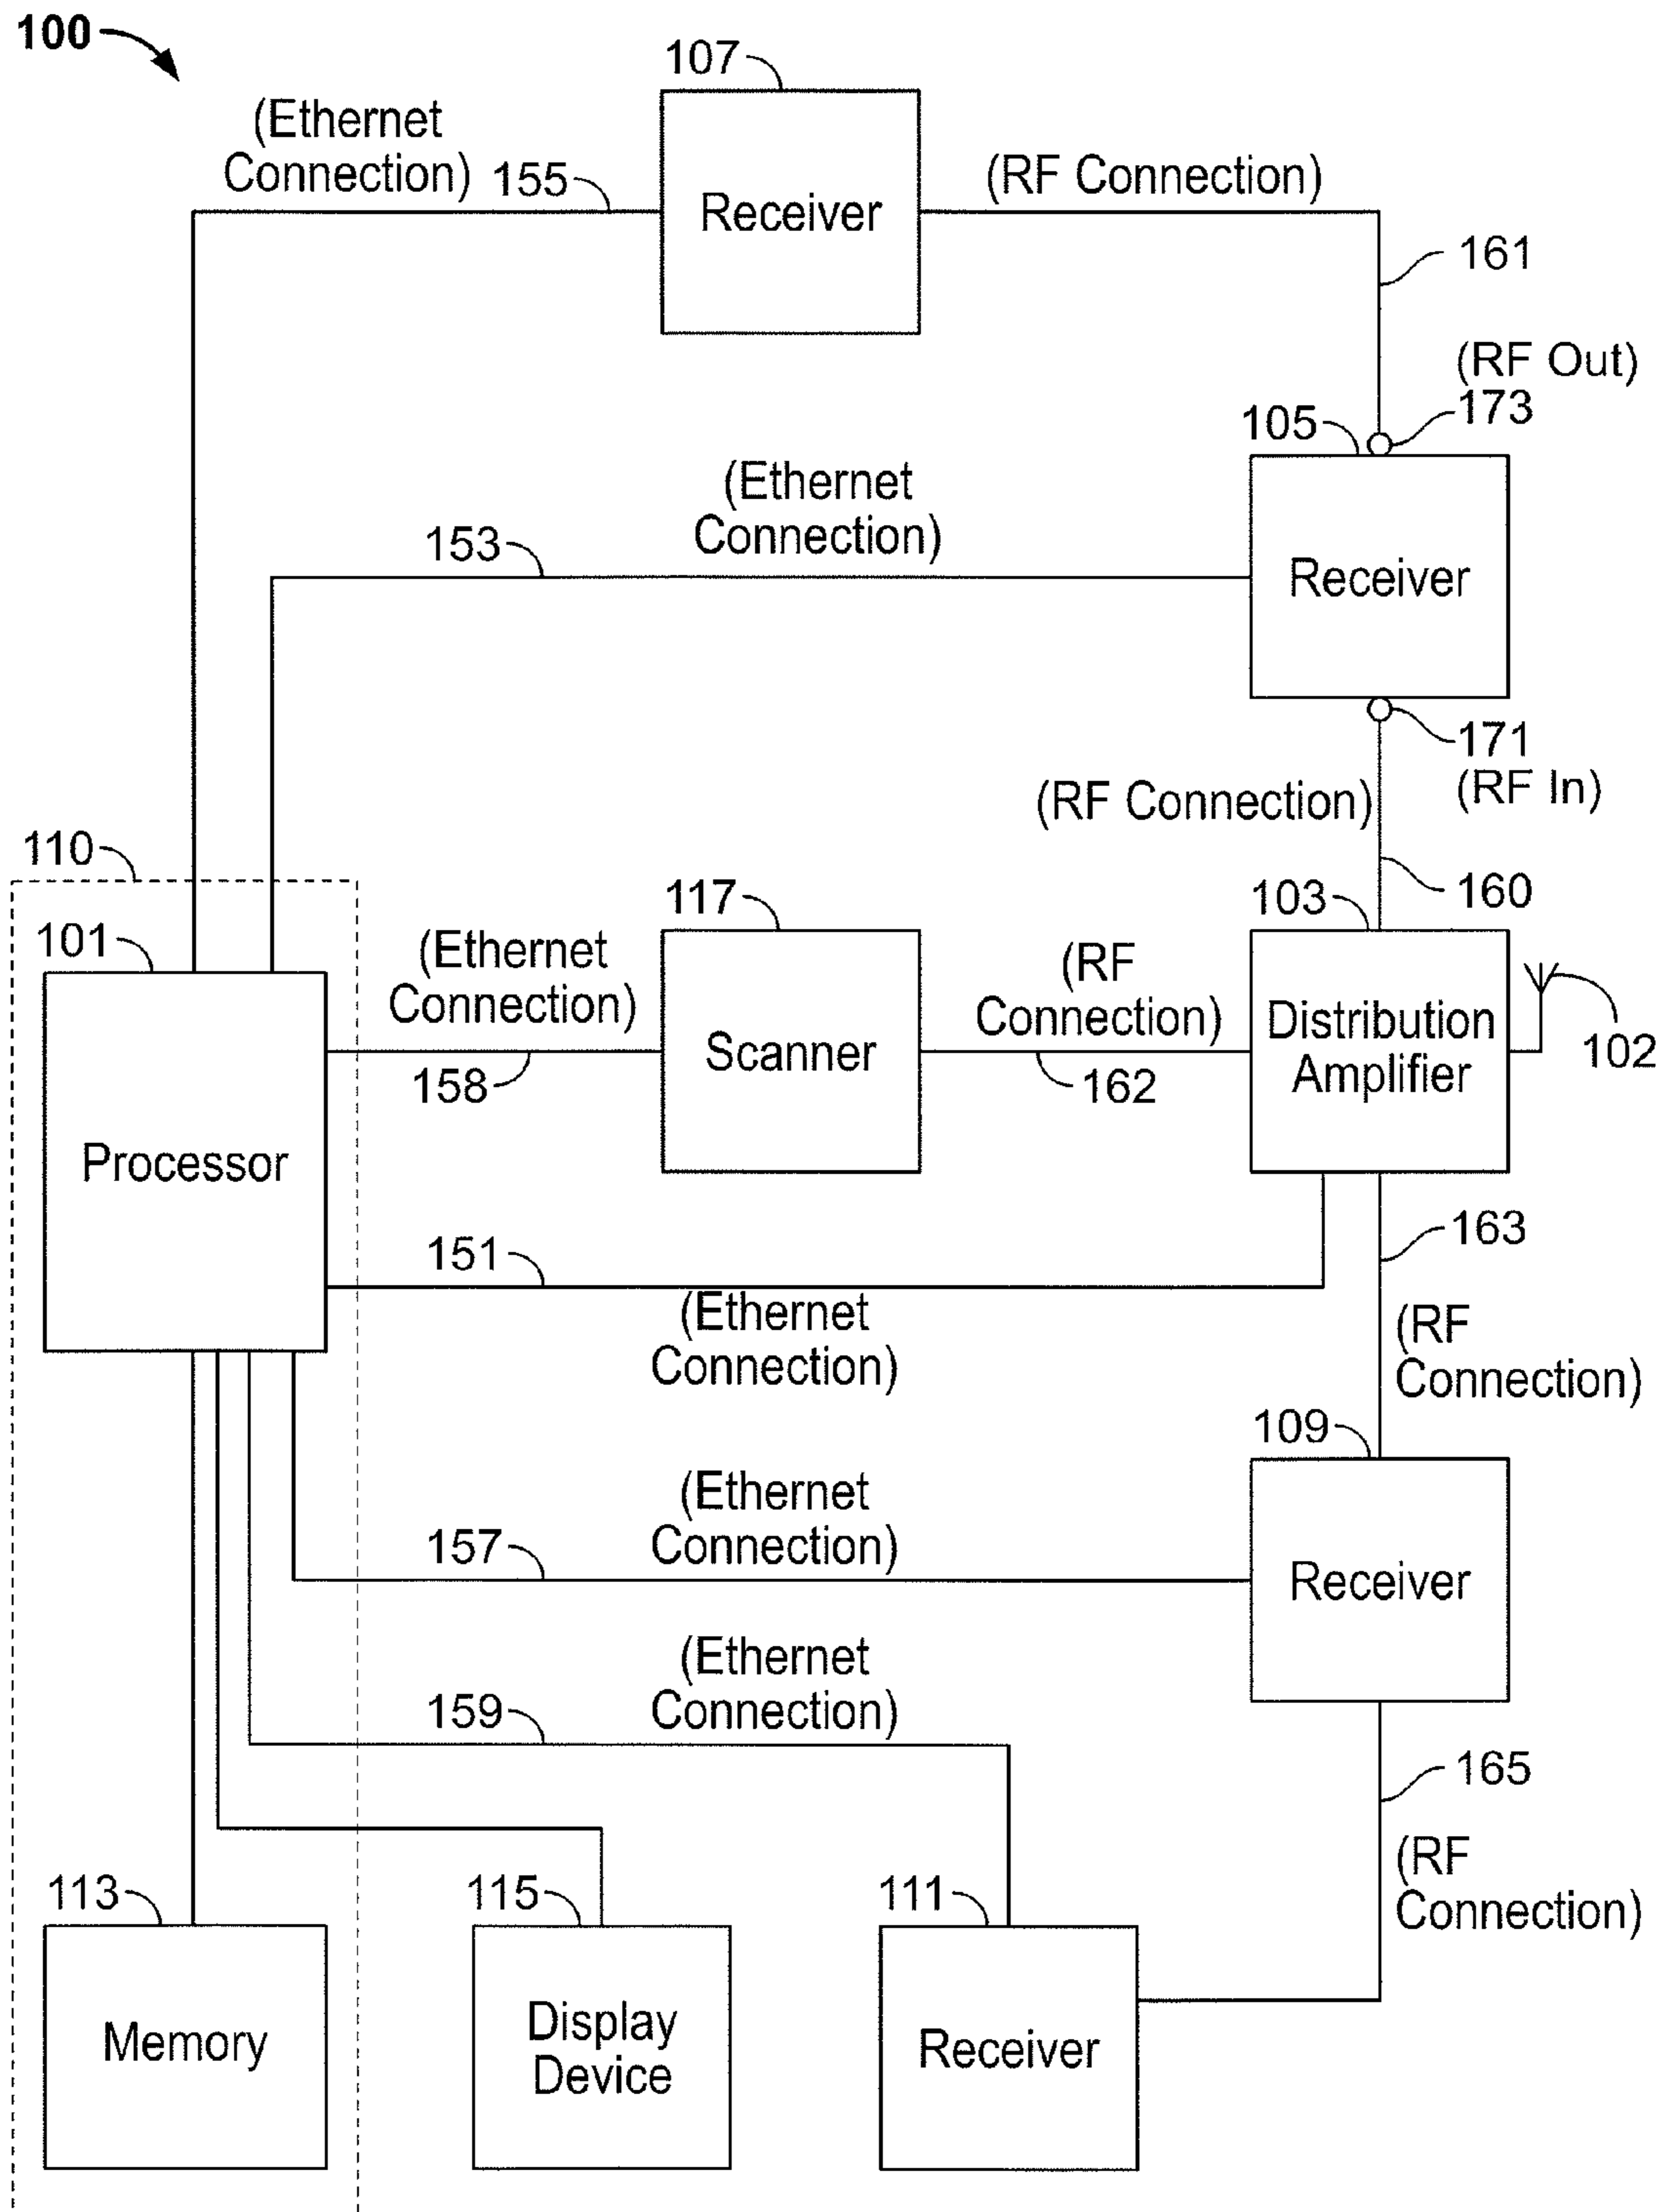 100
107
(Ethernet
Connection)
155
Receiver
(RF Connection)
161
(RF Out)
173
105
(Ethernet
Connection)
153
Receiver
171
(RF In)
(RF Connection)
160
110
101
117
103
(Ethernet
Connection)
(RF
Connection)
Processor
Scanner
Distribution
Amplifier
102
158
162
163
151
(Ethernet
Connection)
(RF
Connection)
109
(Ethernet
Connection)
157
Receiver
(Ethernet
Connection)
159
165
(RF
Connection)
113
115
111
Memory
Display
Device
Receiver